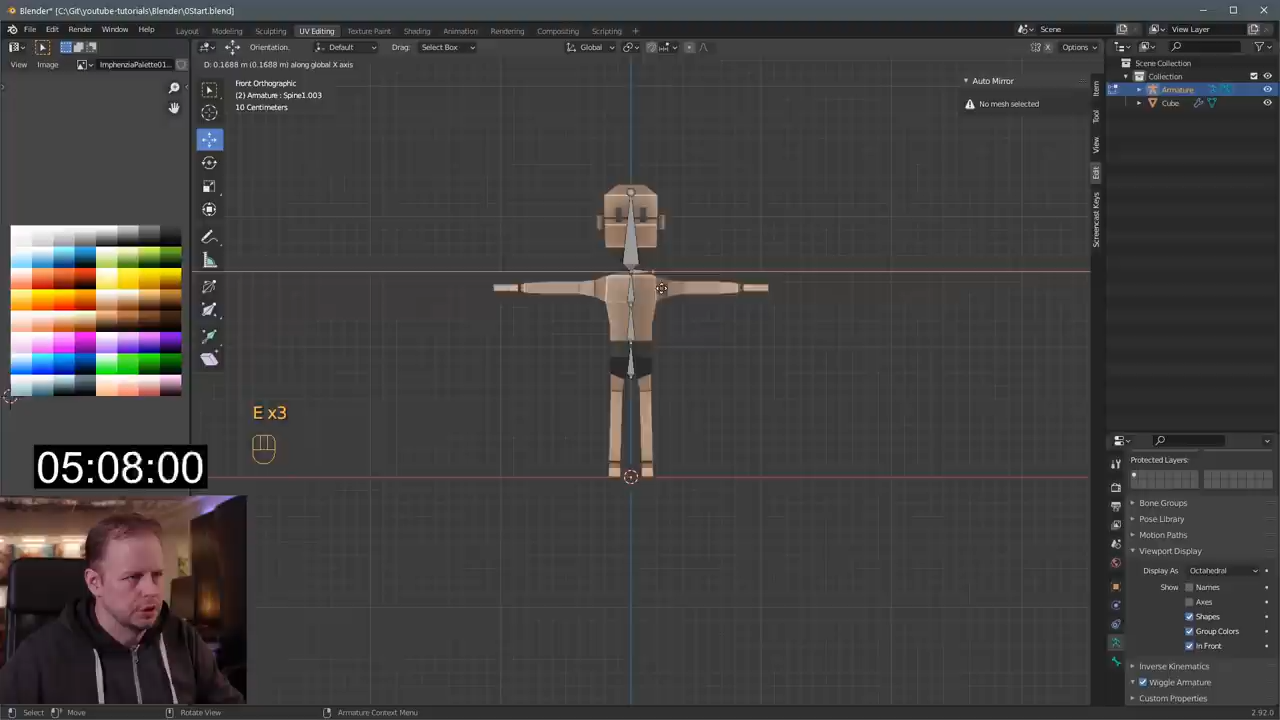 Blender* [C:\Git\youtube-tutorials\Blender\0Start.blend]
File Edit Render Window Help
Layout Modeling Sculpting UV Editing Texture Paint Shading Animation Rendering Compositing Scripting
Scene
View Layer
Orientation: Default Drag: Select Box
Global
Options
View Image ImphenziaPalette01...
D: 0.1688 m (0.1688 m) along global X axis
Front Orthographic
(2) Armature : Spine1.003
10 Centimeters
Auto Mirror
No mesh selected
Item
Tool
View
Edit
Screencast Keys
Scene Collection
Collection
Armature
Cube
E x3
05:08:00
Protected Layers:
Bone Groups
Pose Library
Motion Paths
Viewport Display
Display As Octahedral
Show Names
Axes
Shapes
Group Colors
In Front
Inverse Kinematics
Wiggle Armature
Custom Properties
Select Move Rotate View Armature Context Menu 2.92.0